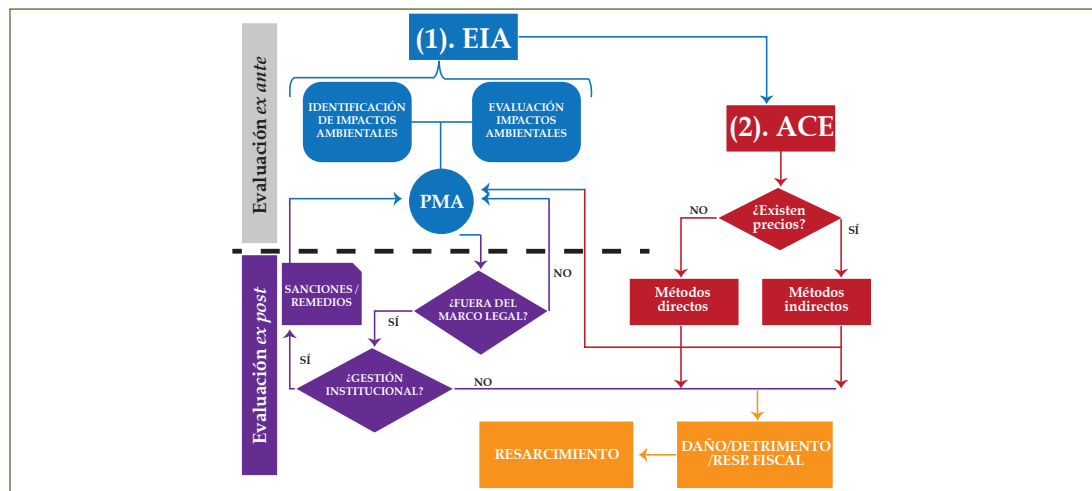 Evaluación ex ante
(1). EIA
IDENTIFICACIÓN
DE IMPACTOS
AMBIENTALES
EVALUACIÓN
IMPACTOS
AMBIENTALES
(2). ACE
PMA
¿Existen
precios?
NO
SÍ
Evaluación ex post
SANCIONES /
REMEDIOS
¿FUERA DEL
MARCO LEGAL?
NO
SÍ
Métodos
directos
Métodos
indirectos
SÍ
¿GESTIÓN
INSTITUCIONAL?
NO
RESARCIMIENTO
DAÑO/DETRIMENTO
/RESP. FISCAL